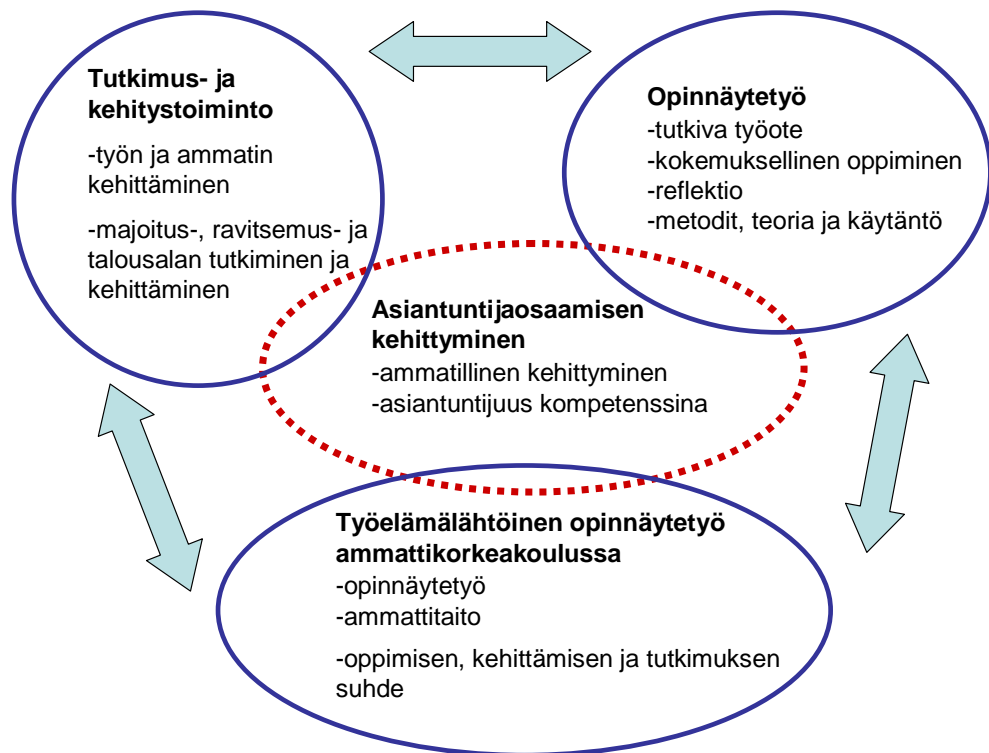 Tutkimus- ja
kehitystoiminto
-työn ja ammatin
kehittäminen
-majoitus-, ravitsemus- ja
talousalan tutkiminen ja
kehittäminen
Opinnäytetyö
-tutkiva työote
-kokemuksellinen oppiminen
-reflektio
-metodit, teoria ja käytäntö
Asiantuntijaosaamisen
kehittyminen
-ammatillinen kehittyminen
-asiantuntijuus kompetenssina
Työelämälähtöinen opinnäytetyö
ammattikorkeakoulussa
-opinnäytetyö
-ammattitaito
-oppimisen, kehittämisen ja tutkimuksen
suhde